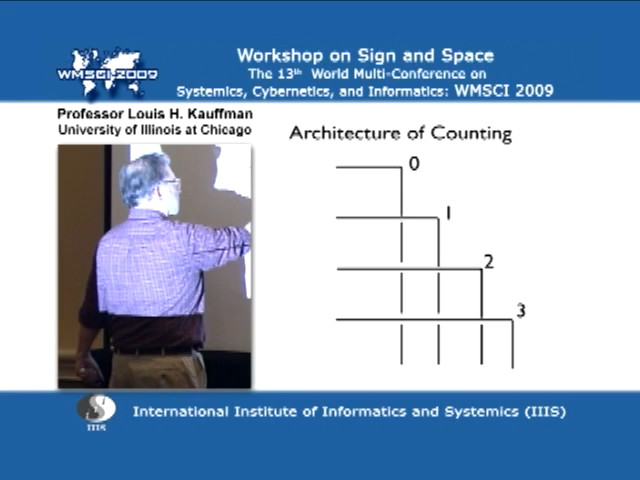 WMSCI 2009
Workshop on Sign and Space
The 13th World Multi-Conference on
Systemics, Cybernetics, and Informatics: WMSCI 2009
Professor Louis H. Kauffman
University of Illinois at Chicago
Architecture of Counting
0
1
2
3
IIIS
International Institute of Informatics and Systemics (IIIS)